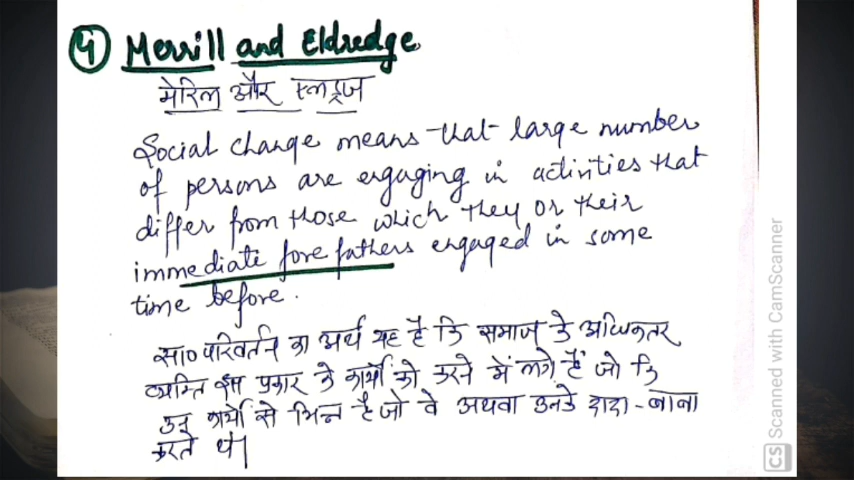 ④ Merrill and Eldredge
मेरिल और एलड्रिज
Social change means that large number
of persons are engaging in activities that
differ from those which they or their
immediate fore fathers engaged in some
time before.
सा० परिवर्तन का अर्थ यह है कि समाज के अधिकतर
व्यक्ति इस प्रकार के कार्यों को करने में लगे हैं जो कि
उन कार्यों से भिन्न है जो वे अथवा उनके दादा-नाना
करते थे।
CS Scanned with CamScanner